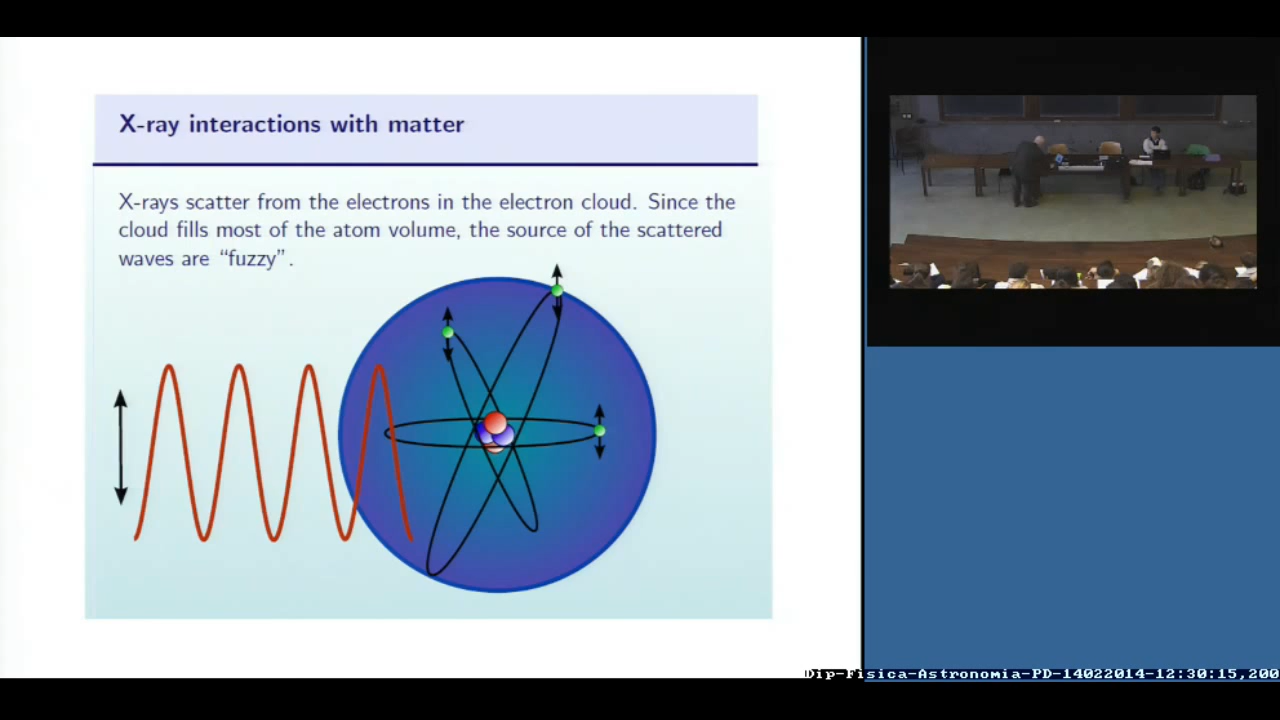 X-ray interactions with matter
X-rays scatter from the electrons in the electron cloud. Since the
cloud fills most of the atom volume, the source of the scattered
waves are “fuzzy”.
Dip-Fisica-Astronomia-PD-14022014-12:30:15,200